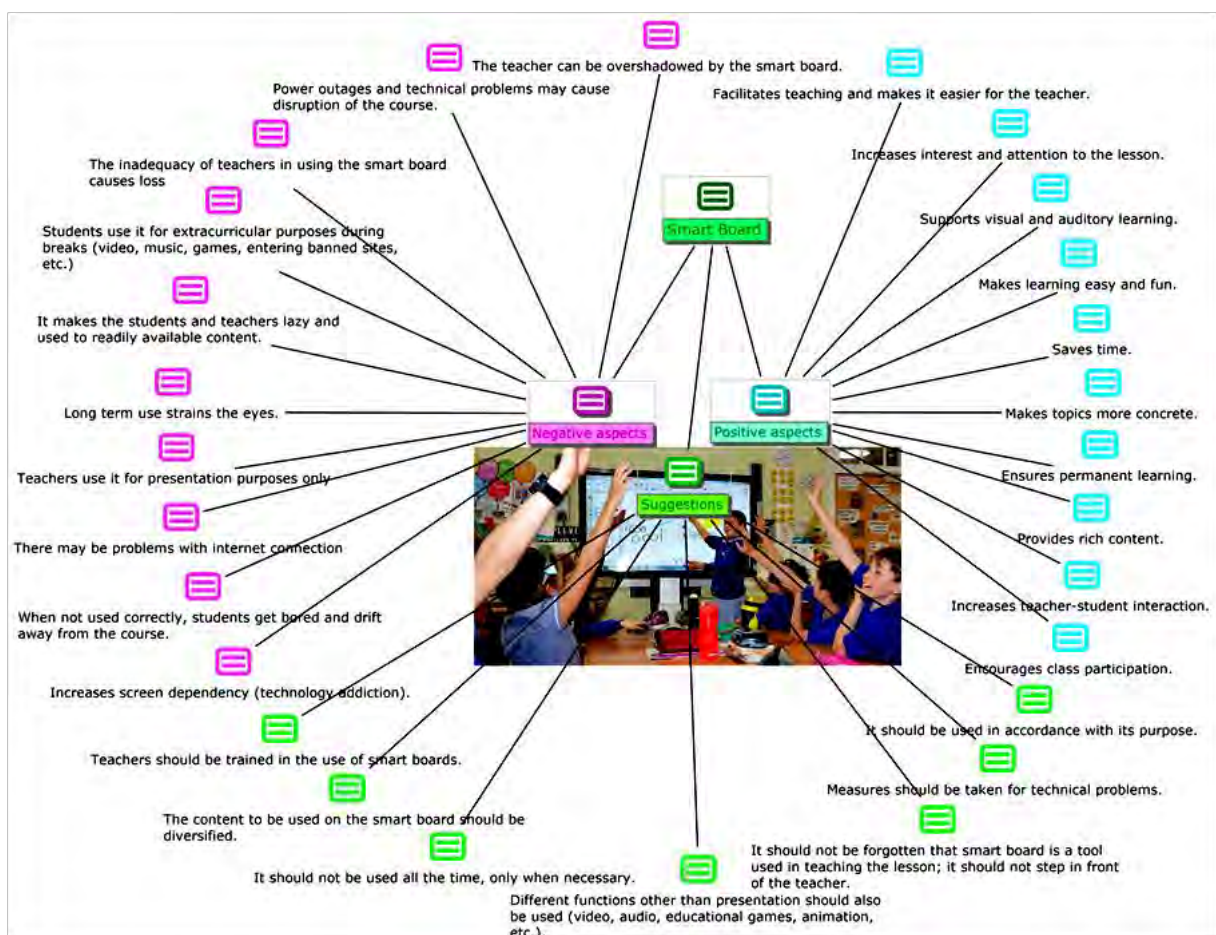 The teacher can be overshadowed by the smart board.
Power outages and technical problems may cause
disruption of the course.
Facilitates teaching and makes it easier for the teacher.
The inadequacy of teachers in using the smart board
causes loss
Increases interest and attention to the lesson.
Smart Board
Supports visual and auditory learning.
Students use it for extracurricular purposes during
breaks (video, music, games, entering banned sites,
etc.)
Makes learning easy and fun.
It makes the students and teachers lazy and
used to readily available content.
Saves time.
Long term use strains the eyes.
Makes topics more concrete.
Negative aspects
Positive aspects
Teachers use it for presentation purposes only
Ensures permanent learning.
Suggestions
Provides rich content.
There may be problems with internet connection
Increases teacher-student interaction.
When not used correctly, students get bored and drift
away from the course.
Encourages class participation.
Increases screen dependency (technology addiction).
It should be used in accordance with its purpose.
Teachers should be trained in the use of smart boards.
Measures should be taken for technical problems.
The content to be used on the smart board should be
diversified.
It should not be forgotten that smart board is a tool
used in teaching the lesson; it should not step in front
of the teacher.
It should not be used all the time, only when necessary.
Different functions other than presentation should also
be used (video, audio, educational games, animation,
etc.).